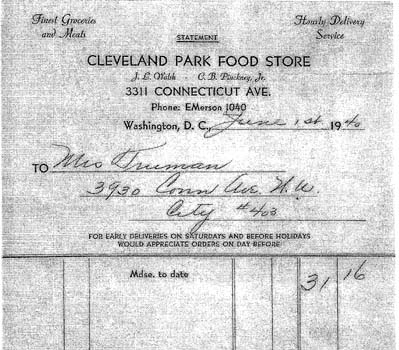 Finest Groceries and Meats
Hourly Delivery Service
STATEMENT
CLEVELAND PARK FOOD STORE
J. L. Walsh - C. B. Pinckney, Jr.
3311 CONNECTICUT AVE.
Phone: EMerson 1040
Washington, D. C., June 1st 1940
TO Mrs Truman
3930 Conn Ave. N.W.
City #403
FOR EARLY DELIVERIES ON SATURDAYS AND BEFORE HOLIDAYS
WOULD APPRECIATE ORDERS ON DAY BEFORE
Mdse. to date 31 16